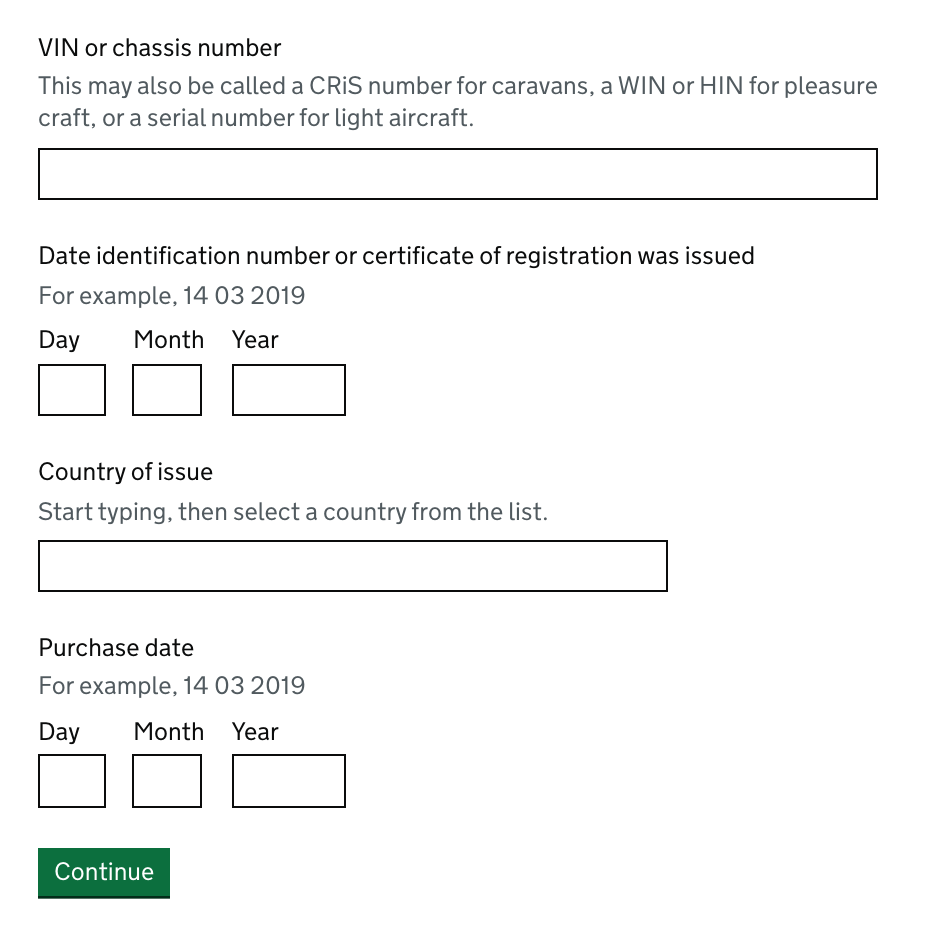 VIN or chassis number
This may also be called a CRiS number for caravans, a WIN or HIN for pleasure
craft, or a serial number for light aircraft.
Date identification number or certificate of registration was issued
For example, 14 03 2019
Day Month Year
Country of issue
Start typing, then select a country from the list.
Purchase date
For example, 14 03 2019
Day Month Year
Continue